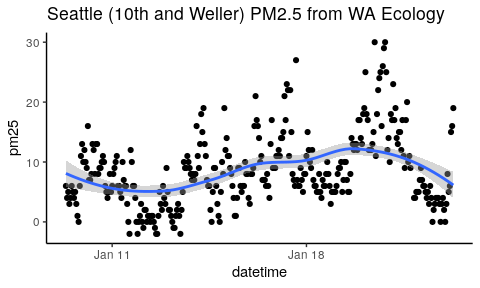 Seattle (10th and Weller) PM2.5 from WA Ecology
30
20
10
0
pm25
Jan 11 Jan 18
datetime